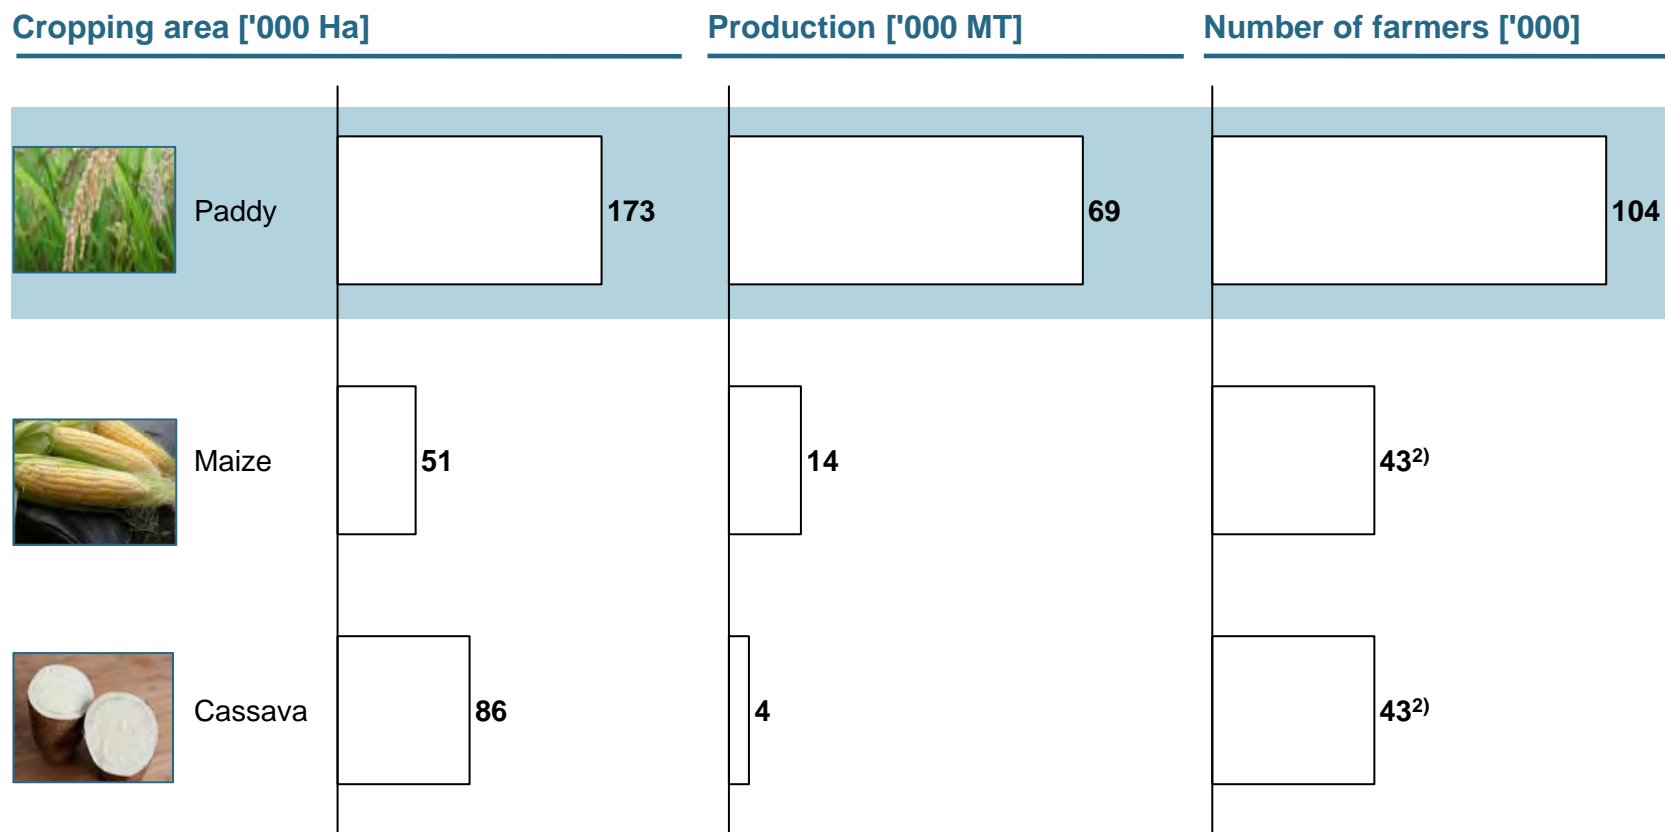 Cropping area ['000 Ha] Production ['000 MT] Number of farmers ['000]
Paddy 173 69 104
Maize 51 14 43²⁾
Cassava 86 4 43²⁾